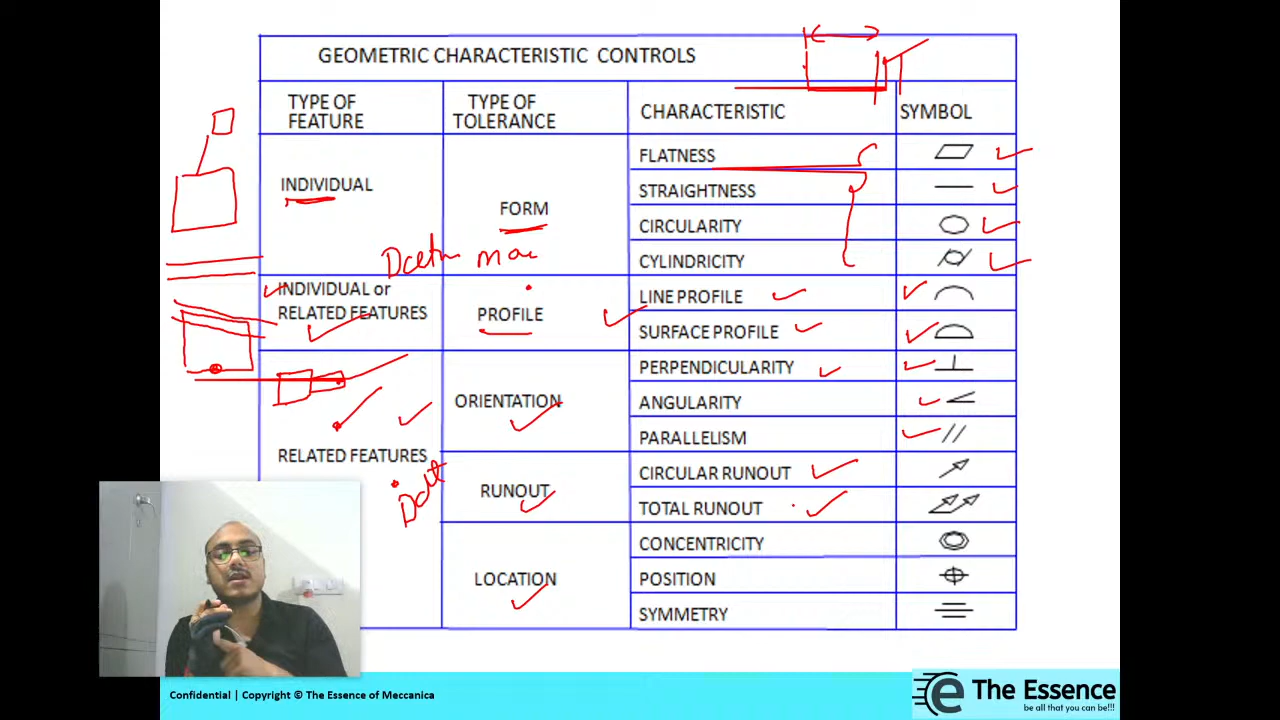 GEOMETRIC CHARACTERISTIC CONTROLS
TYPE OF FEATURE
TYPE OF TOLERANCE
CHARACTERISTIC
SYMBOL
INDIVIDUAL
FORM
FLATNESS
STRAIGHTNESS
CIRCULARITY
CYLINDRICITY
INDIVIDUAL or
RELATED FEATURES
PROFILE
LINE PROFILE
SURFACE PROFILE
RELATED FEATURES
ORIENTATION
PERPENDICULARITY
ANGULARITY
PARALLELISM
RUNOUT
CIRCULAR RUNOUT
TOTAL RUNOUT
LOCATION
CONCENTRICITY
POSITION
SYMMETRY
Confidential | Copyright © The Essence of Meccanica
The Essence
be all that you can be!!!